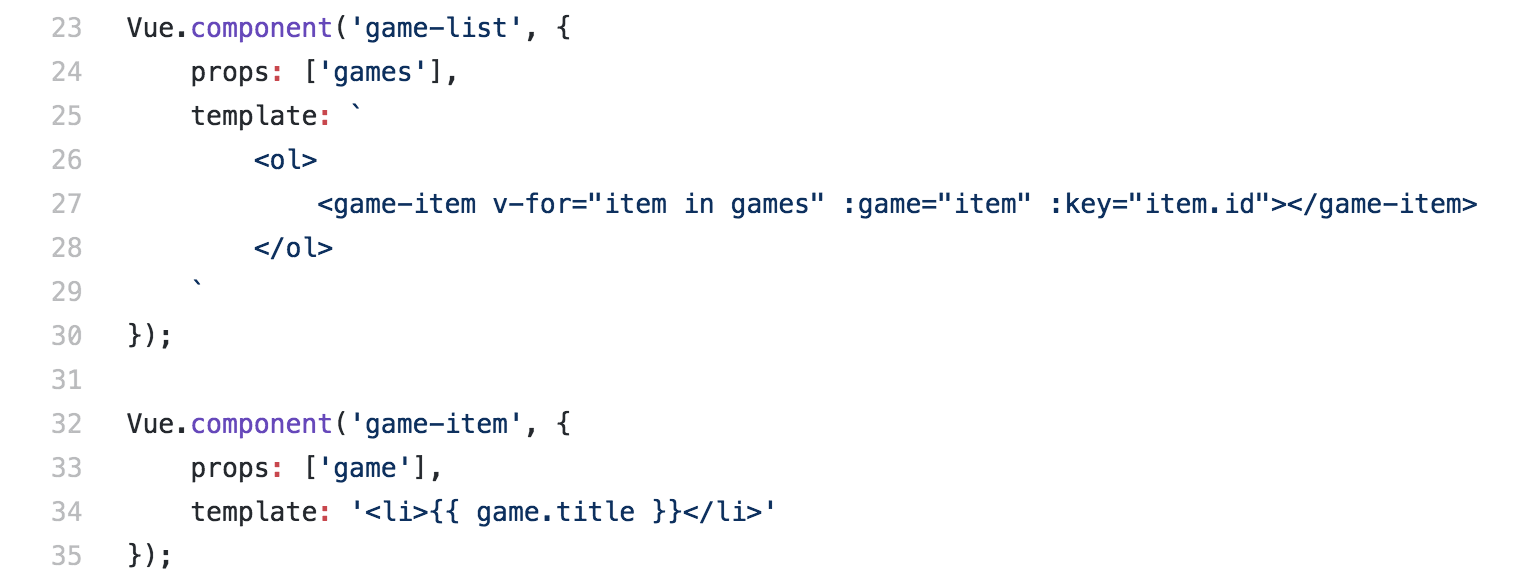 23 Vue.component('game-list', {
24     props: ['games'],
25     template: `
26         <ol>
27             <game-item v-for="item in games" :game="item" :key="item.id"></game-item>
28         </ol>
29     `
30 });
31
32 Vue.component('game-item', {
33     props: ['game'],
34     template: '<li>{{ game.title }}</li>'
35 });